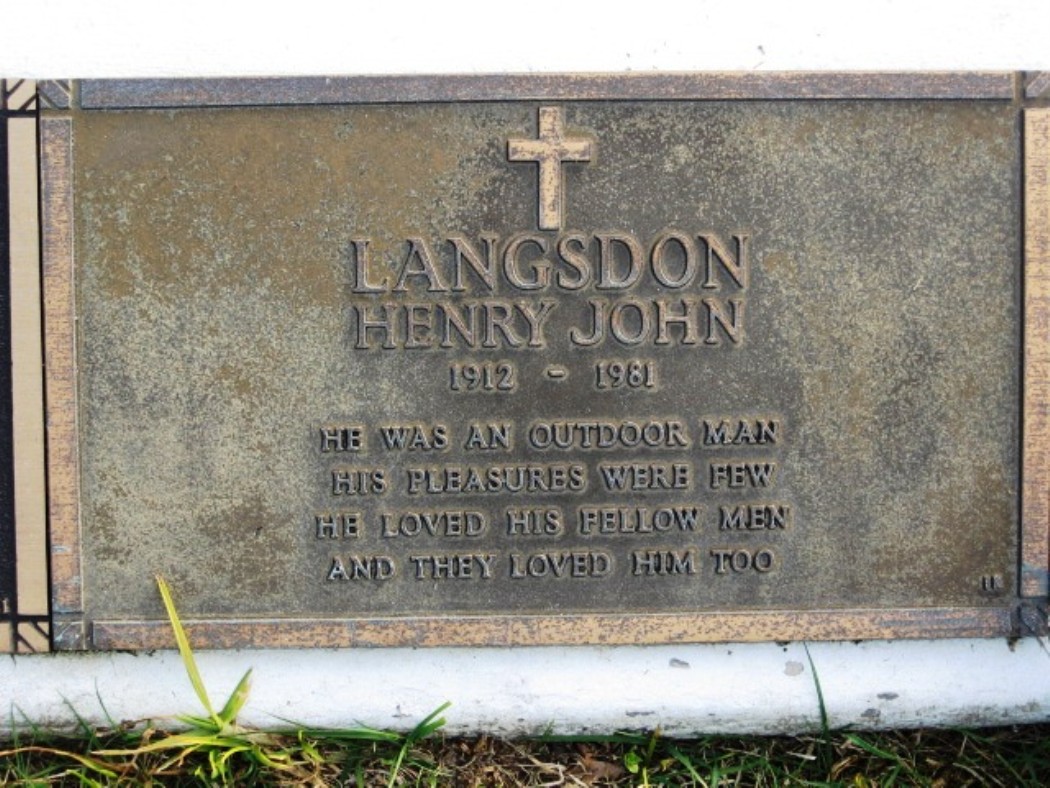 LANGSDON
HENRY JOHN
1912 - 1981
HE WAS AN OUTDOOR MAN
HIS PLEASURES WERE FEW
HE LOVED HIS FELLOW MEN
AND THEY LOVED HIM TOO